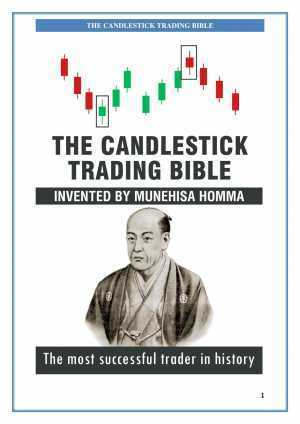 THE CANDLESTICK TRADING BIBLE
THE CANDLESTICK
TRADING BIBLE
INVENTED BY MUNEHISA HOMMA
The most successful trader in history
1